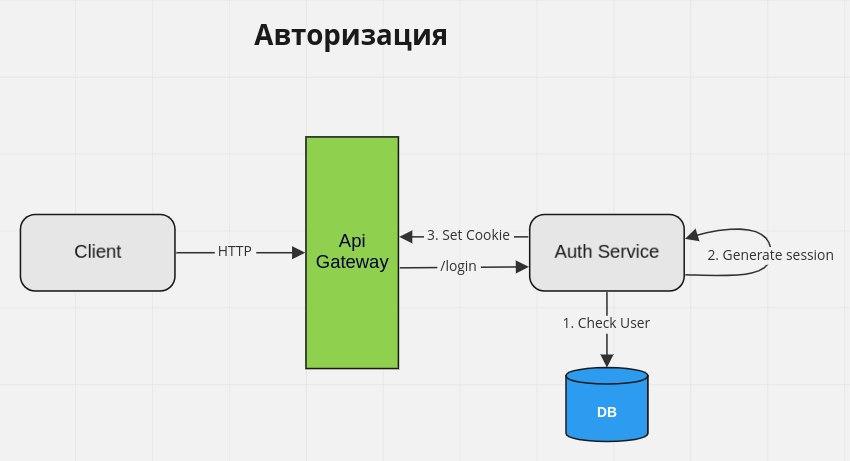 Авторизация
Client
HTTP
Api
Gateway
3. Set Cookie
/login
Auth Service
2. Generate session
1. Check User
DB